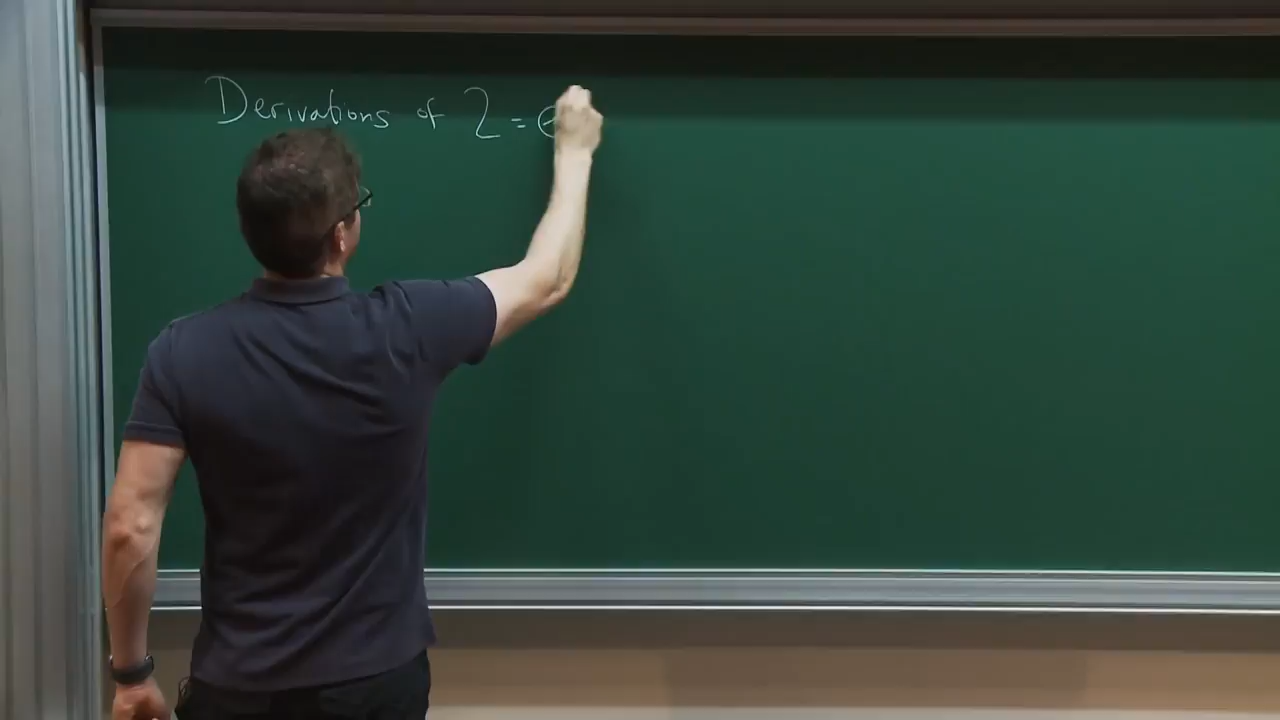 Derivations of 2 = e